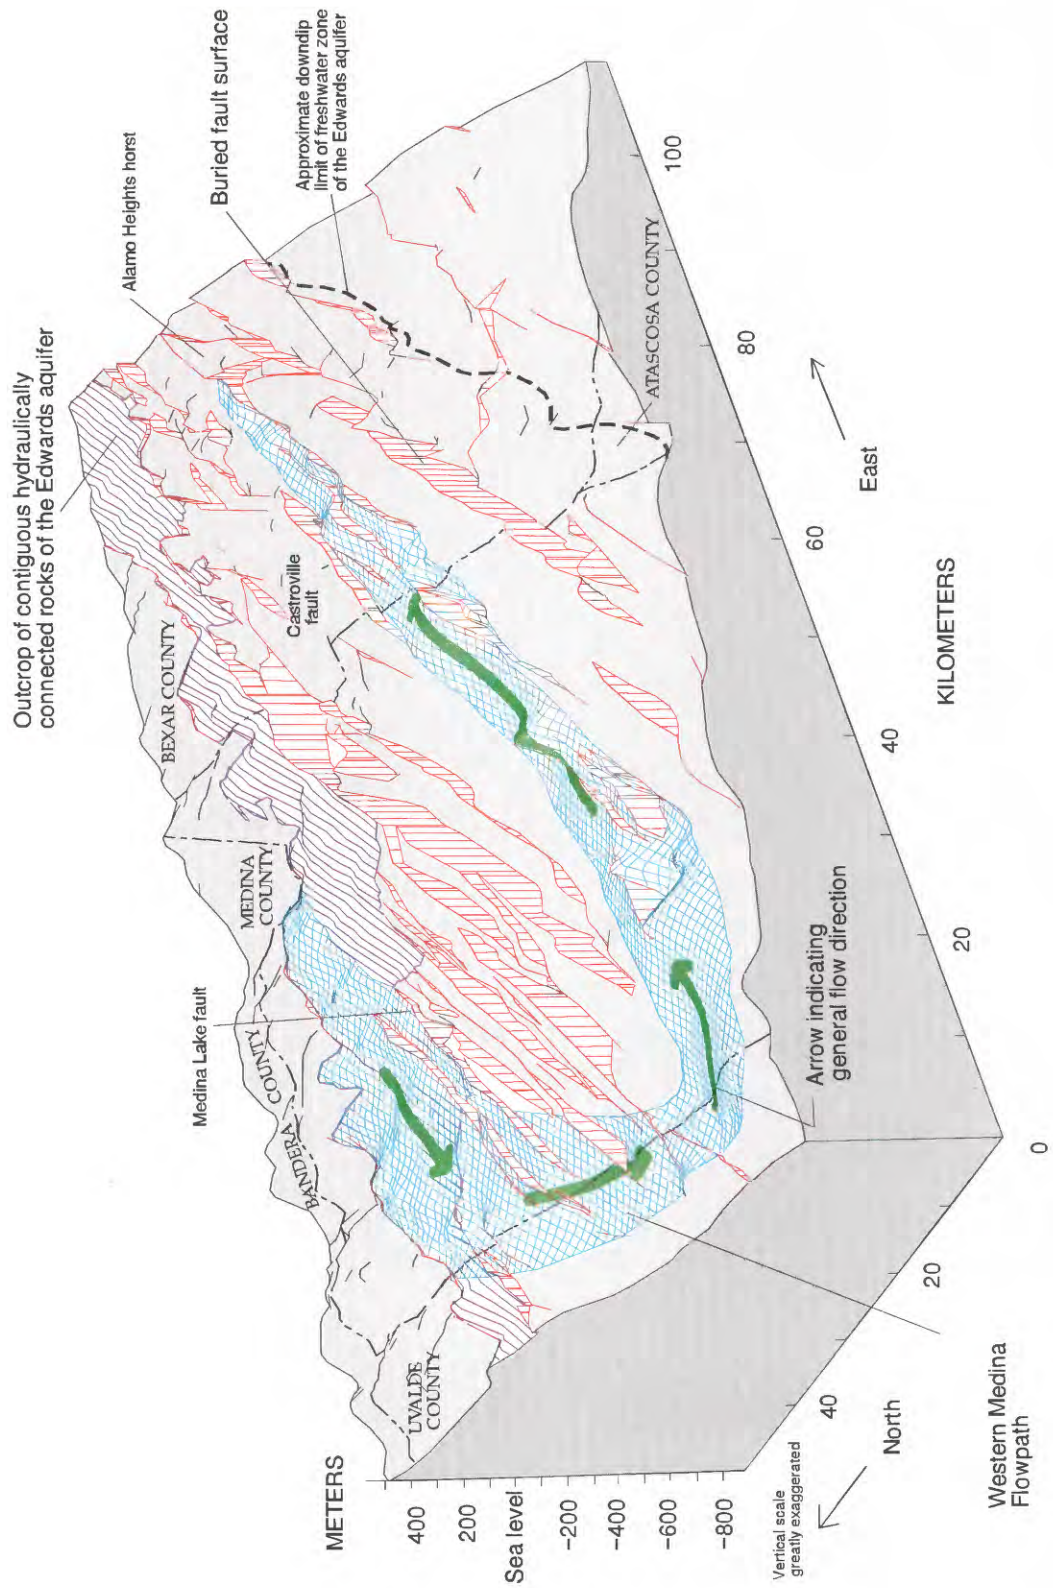 Outcrop of contiguous hydraulically
connected rocks of the Edwards aquifer
Alamo Heights horst
Buried fault surface
Approximate downdip
limit of freshwater zone
of the Edwards aquifer
BEXAR COUNTY
Castroville
fault
MEDINA
COUNTY
Medina Lake fault
BANDERA
COUNTY
UVALDE
COUNTY
ATASCOSA COUNTY
METERS
400
200
Sea level
-200
-400
-600
-800
Vertical scale
greatly exaggerated
North
40
20
0
Western Medina
Flowpath
Arrow indicating
general flow direction
20
40
60
80
100
KILOMETERS
East